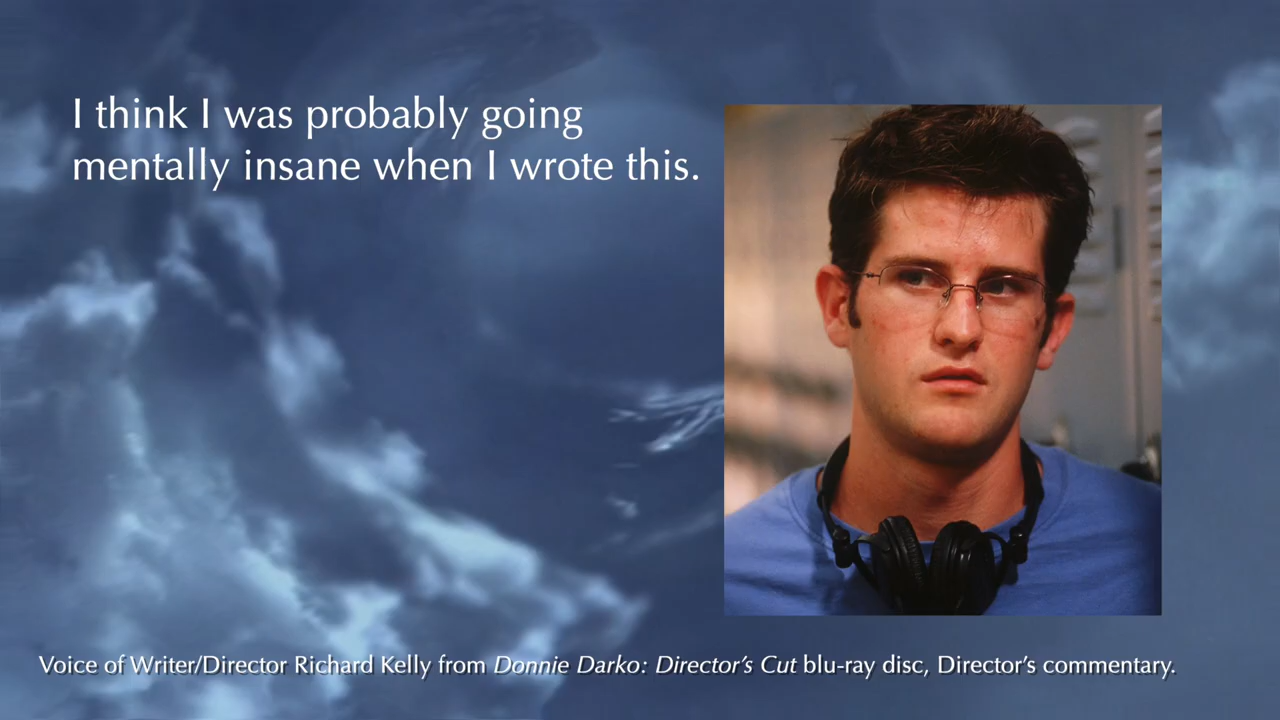 I think I was probably going
mentally insane when I wrote this.
Voice of Writer/Director Richard Kelly from Donnie Darko: Director's Cut blu-ray disc, Director's commentary.